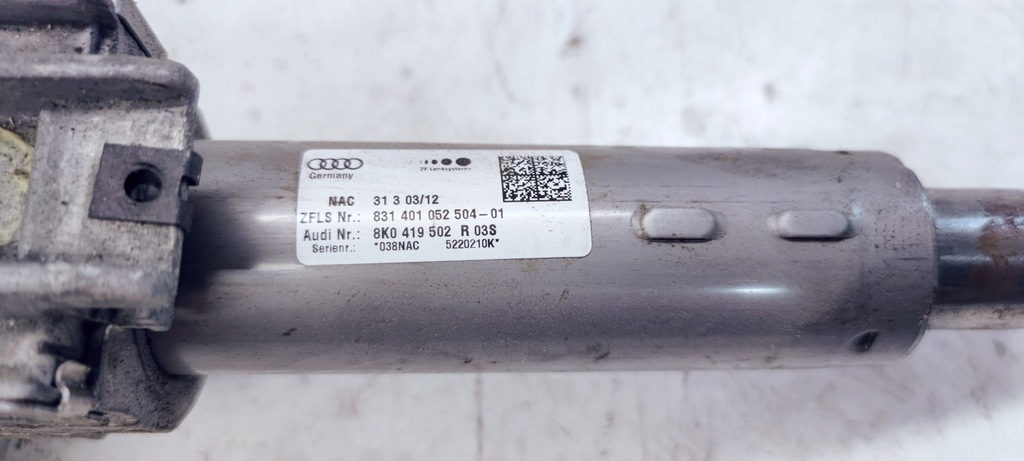 Germany
ZF Lenksysteme
NAC 31 3 03/12
ZFLS Nr.: 831 401 052 504-01
Audi Nr.: 8K0 419 502 R 03S
Serienr.: *038NAC 5220210K*